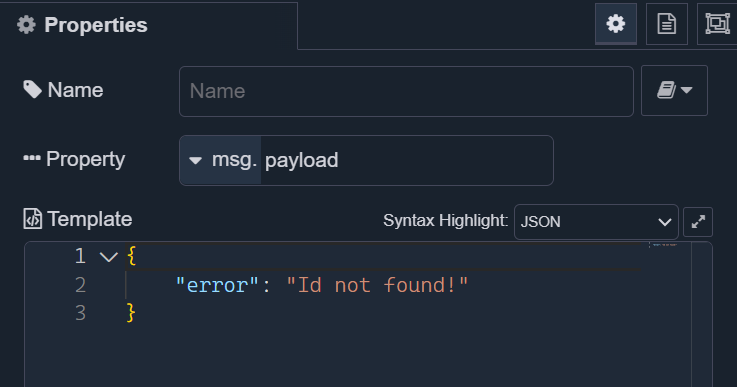 Properties
Name
Name
Property
msg. payload
Template
Syntax Highlight: JSON
1 {
2 "error": "Id not found!"
3 }